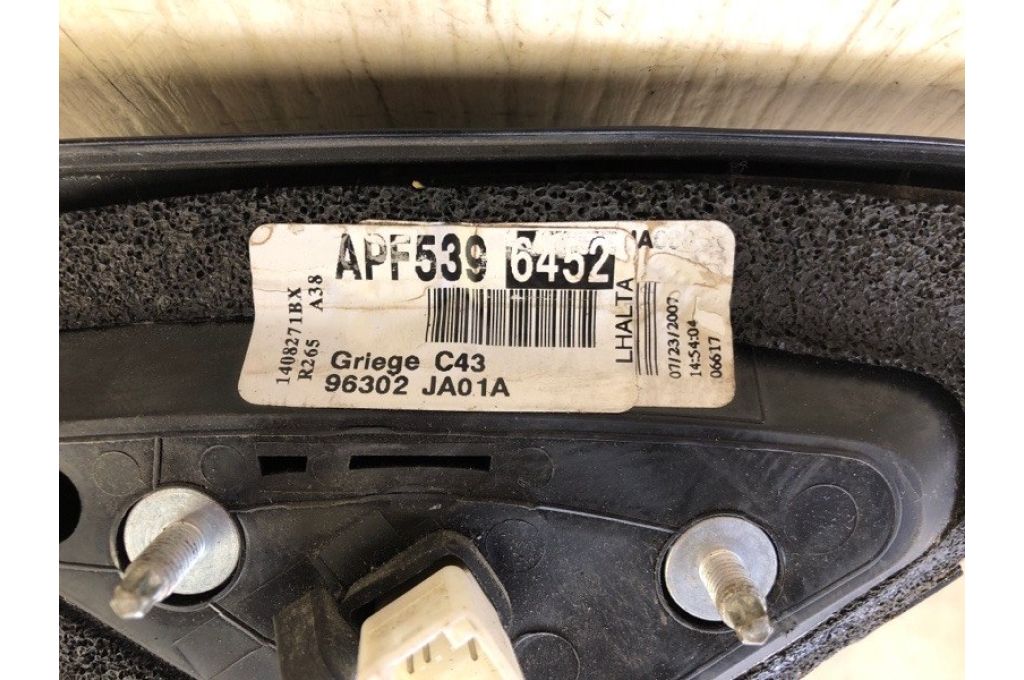 APF539 6452
Griege C43
96302 JA01A
1408271BX
R265 A38
LHALTA
07/23/2007
14:54:04
06617